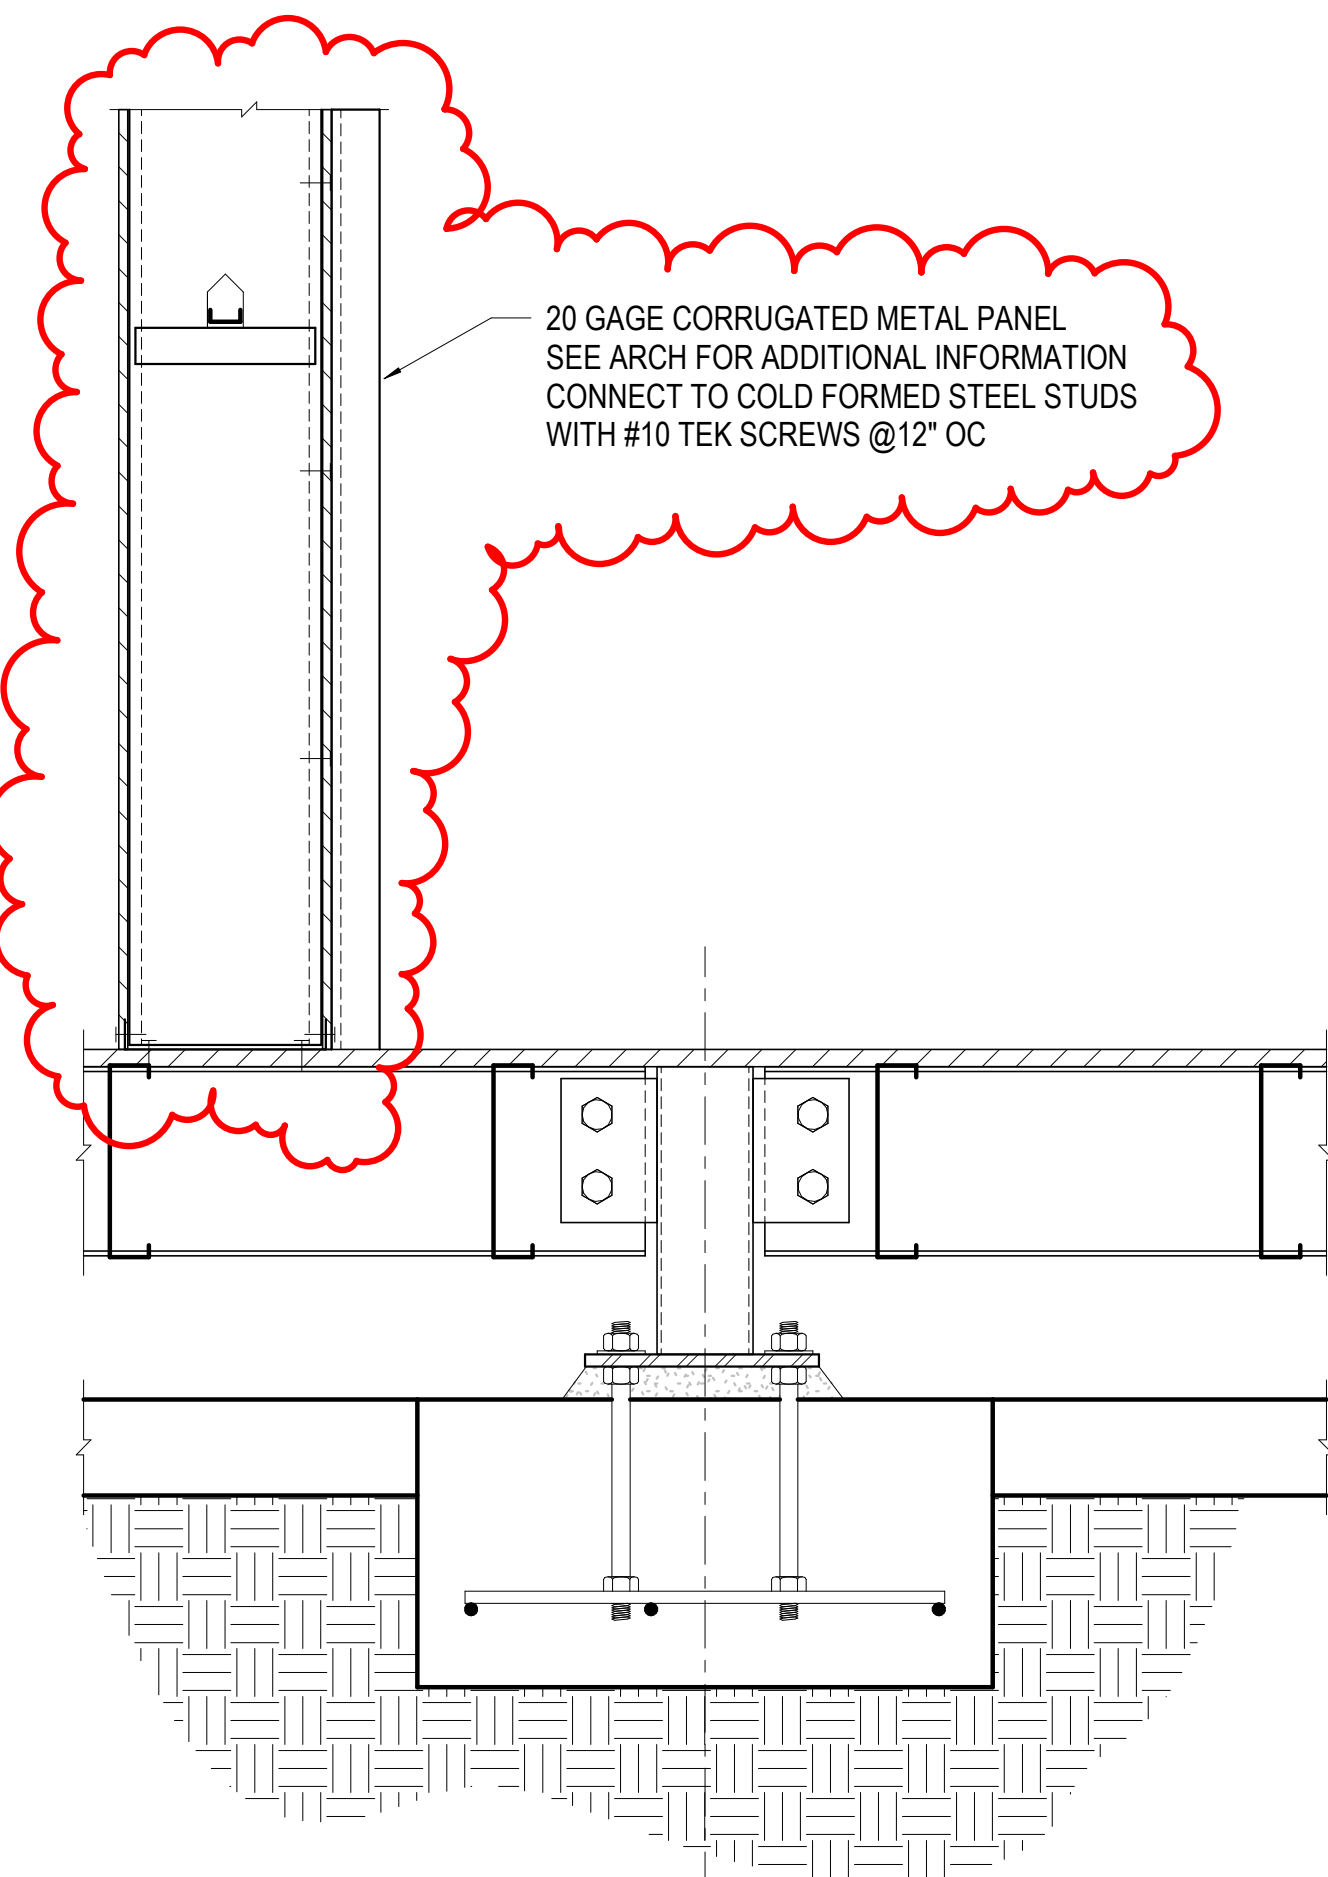 20 GAGE CORRUGATED METAL PANEL
SEE ARCH FOR ADDITIONAL INFORMATION
CONNECT TO COLD FORMED STEEL STUDS
WITH #10 TEK SCREWS @12" OC